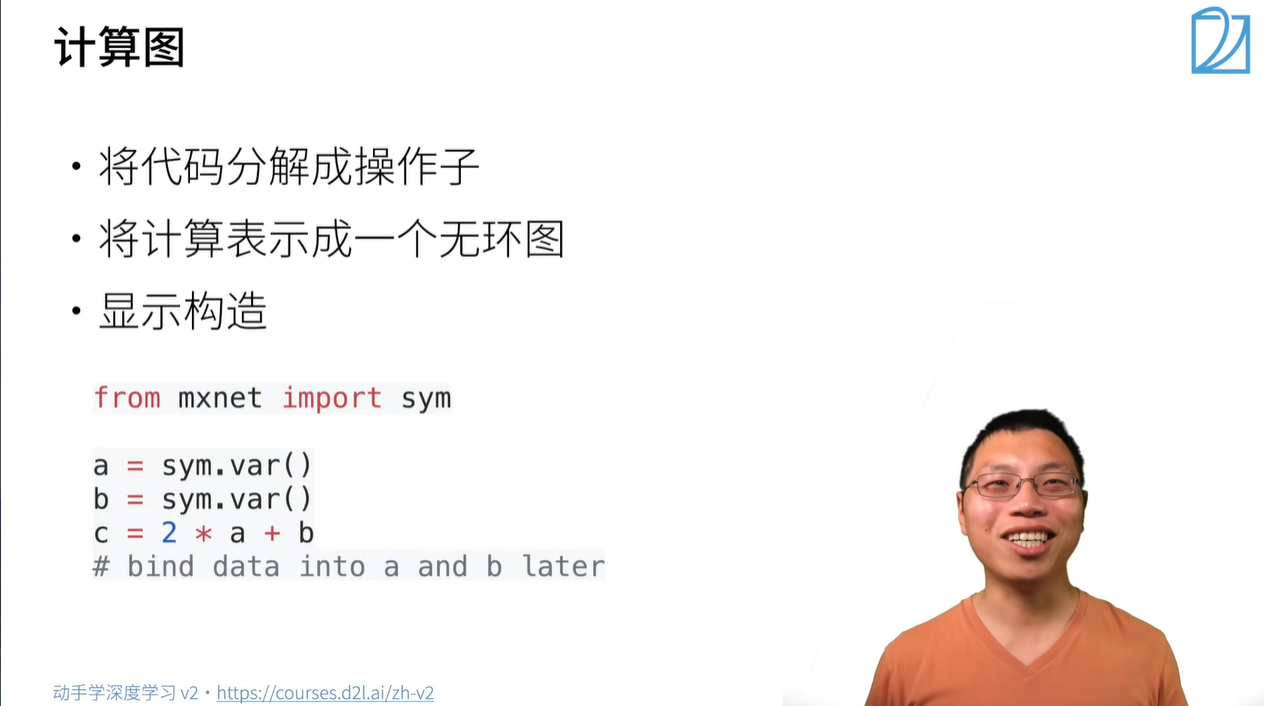 计算图
• 将代码分解成操作子
• 将计算表示成一个无环图
• 显示构造
from mxnet import sym
a = sym.var()
b = sym.var()
c = 2 * a + b
# bind data into a and b later
动手学深度学习 v2 • https://courses.d2l.ai/zh-v2